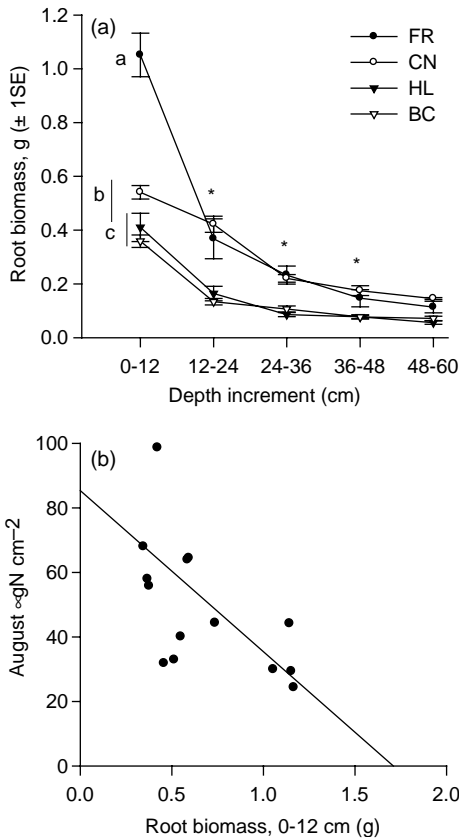 (a)
FR
CN
HL
BC
a
b
c
*
*
*
Root biomass, g (± 1SE)
1.2
1.0
0.8
0.6
0.4
0.2
0.0
0-12 12-24 24-36 36-48 48-60
Depth increment (cm)
(b)
August ∝gN cm–2
100
80
60
40
20
0
0.0 0.5 1.0 1.5 2.0
Root biomass, 0-12 cm (g)